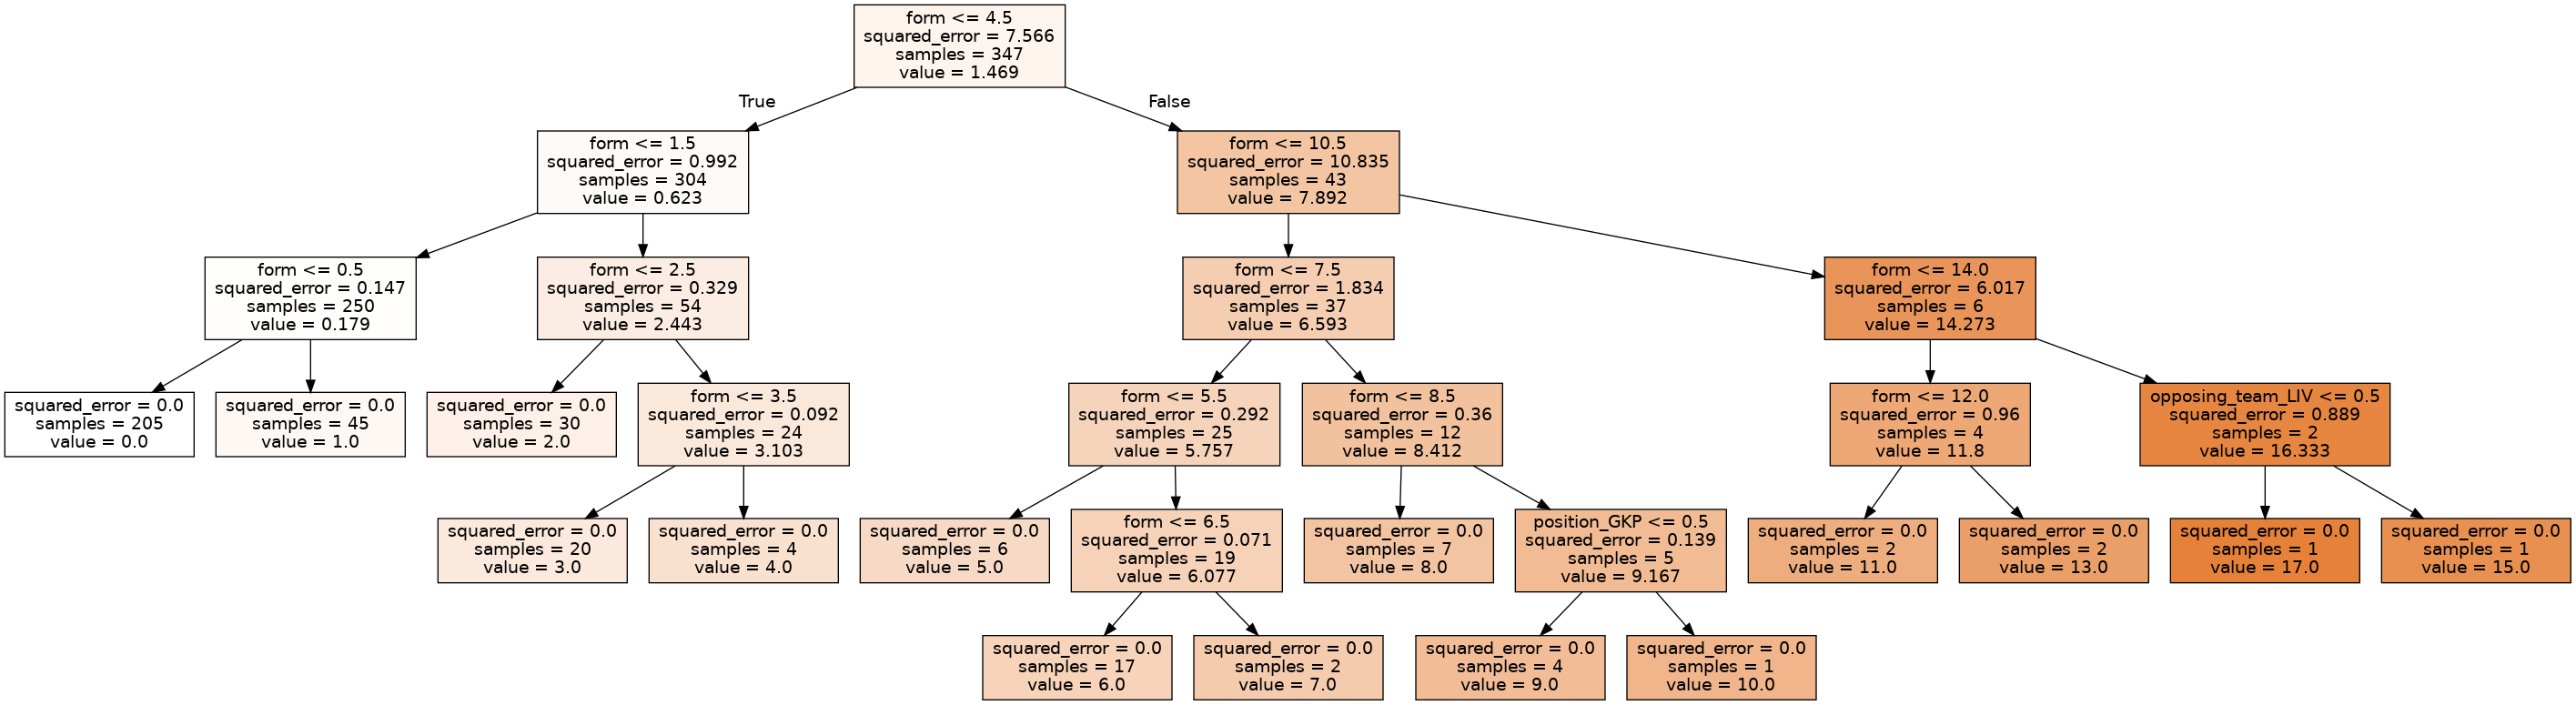 form <= 4.5
squared_error = 7.566
samples = 347
value = 1.469
True
False
form <= 1.5
squared_error = 0.992
samples = 304
value = 0.623
form <= 10.5
squared_error = 10.835
samples = 43
value = 7.892
form <= 0.5
squared_error = 0.147
samples = 250
value = 0.179
form <= 2.5
squared_error = 0.329
samples = 54
value = 2.443
form <= 7.5
squared_error = 1.834
samples = 37
value = 6.593
form <= 14.0
squared_error = 6.017
samples = 6
value = 14.273
squared_error = 0.0
samples = 205
value = 0.0
squared_error = 0.0
samples = 45
value = 1.0
squared_error = 0.0
samples = 30
value = 2.0
form <= 3.5
squared_error = 0.092
samples = 24
value = 3.103
form <= 5.5
squared_error = 0.292
samples = 25
value = 5.757
form <= 8.5
squared_error = 0.36
samples = 12
value = 8.412
form <= 12.0
squared_error = 0.96
samples = 4
value = 11.8
opposing_team_LIV <= 0.5
squared_error = 0.889
samples = 2
value = 16.333
squared_error = 0.0
samples = 20
value = 3.0
squared_error = 0.0
samples = 4
value = 4.0
squared_error = 0.0
samples = 6
value = 5.0
form <= 6.5
squared_error = 0.071
samples = 19
value = 6.077
squared_error = 0.0
samples = 7
value = 8.0
position_GKP <= 0.5
squared_error = 0.139
samples = 5
value = 9.167
squared_error = 0.0
samples = 2
value = 11.0
squared_error = 0.0
samples = 2
value = 13.0
squared_error = 0.0
samples = 1
value = 17.0
squared_error = 0.0
samples = 1
value = 15.0
squared_error = 0.0
samples = 17
value = 6.0
squared_error = 0.0
samples = 2
value = 7.0
squared_error = 0.0
samples = 4
value = 9.0
squared_error = 0.0
samples = 1
value = 10.0